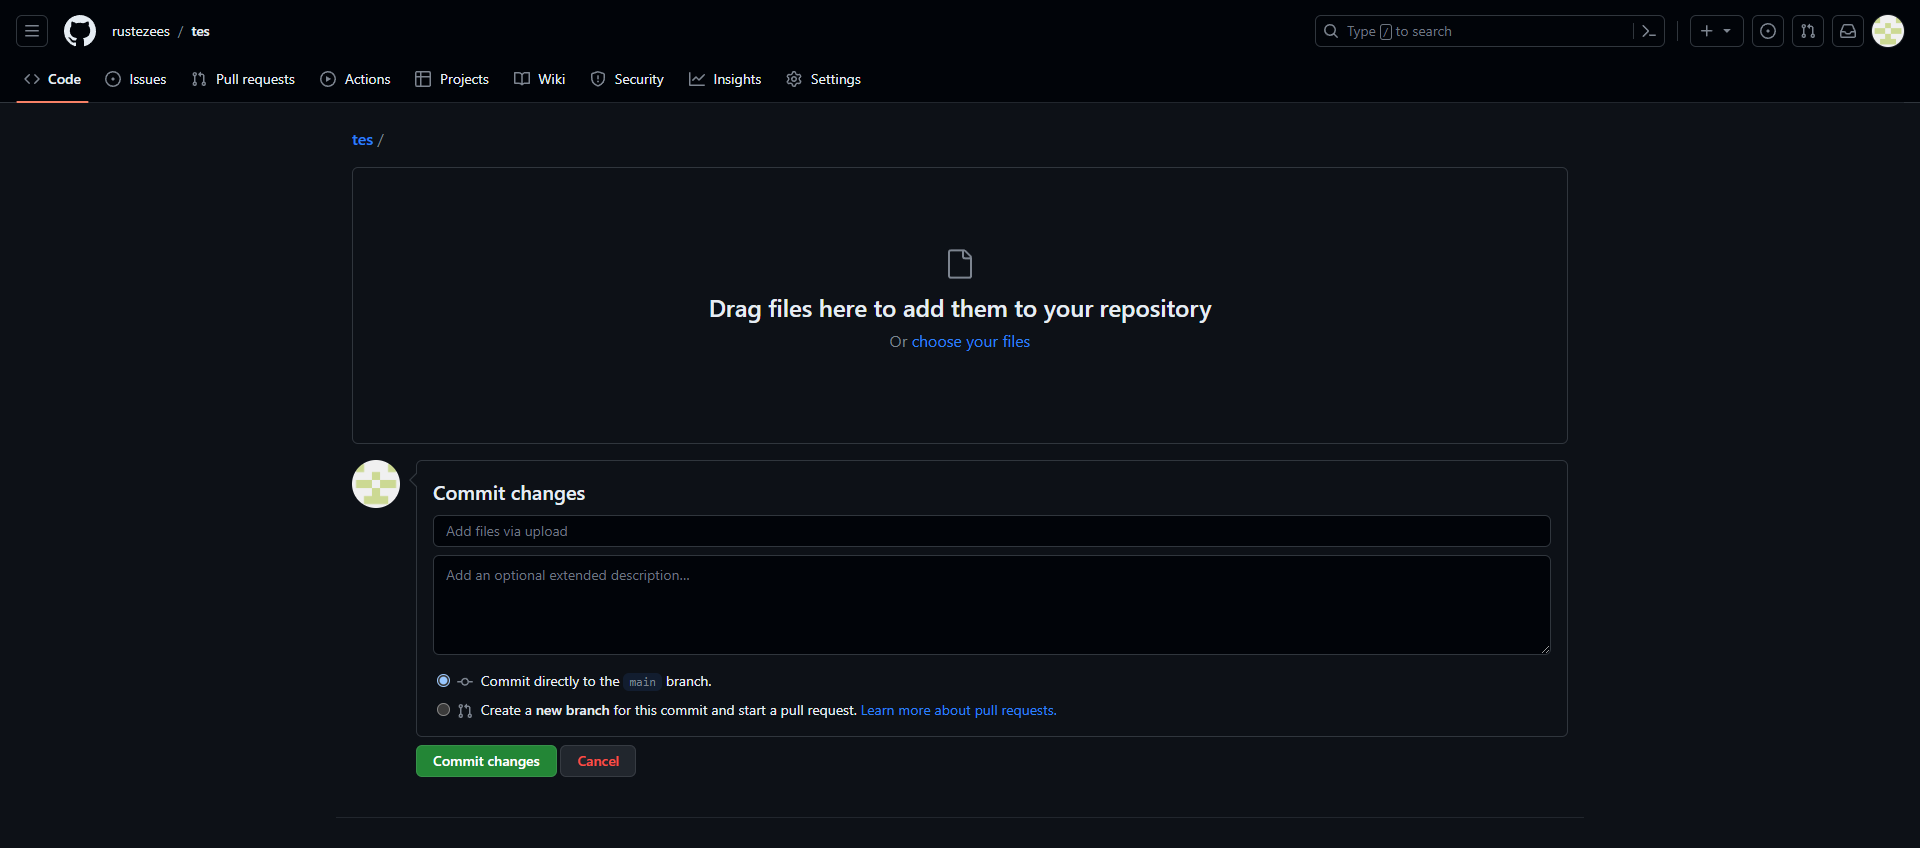 rustezees / tes
Type / to search
Code Issues Pull requests Actions Projects Wiki Security Insights Settings
tes /
Drag files here to add them to your repository
Or choose your files
Commit changes
Add files via upload
Add an optional extended description...
Commit directly to the main branch.
Create a new branch for this commit and start a pull request. Learn more about pull requests.
Commit changes Cancel